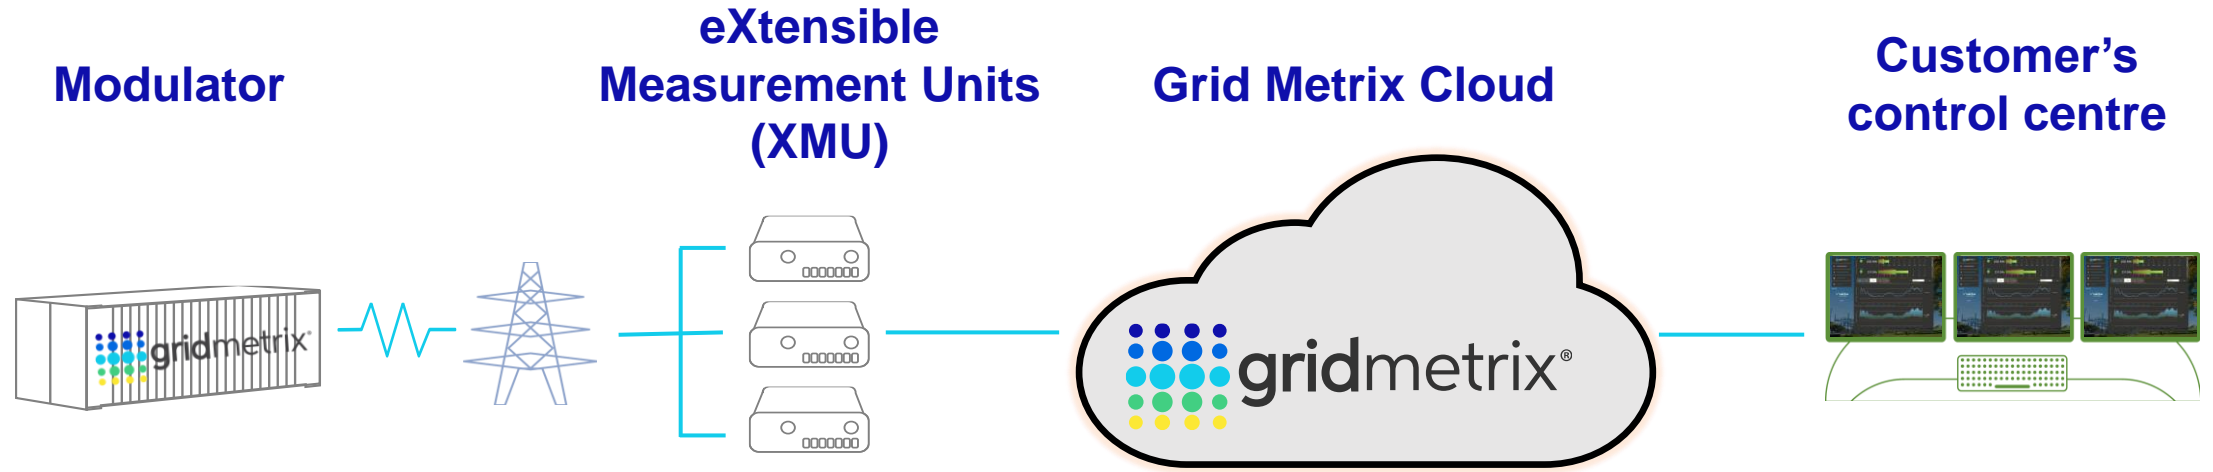 Modulator
eXtensible
Measurement Units
(XMU)
Grid Metrix Cloud
Customer’s
control centre
gridmetrix®
gridmetrix®